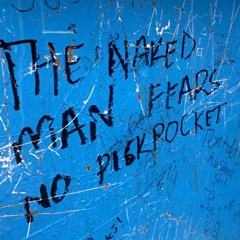 THE NAKED
MAN FEARS
NO PICKPOCKET